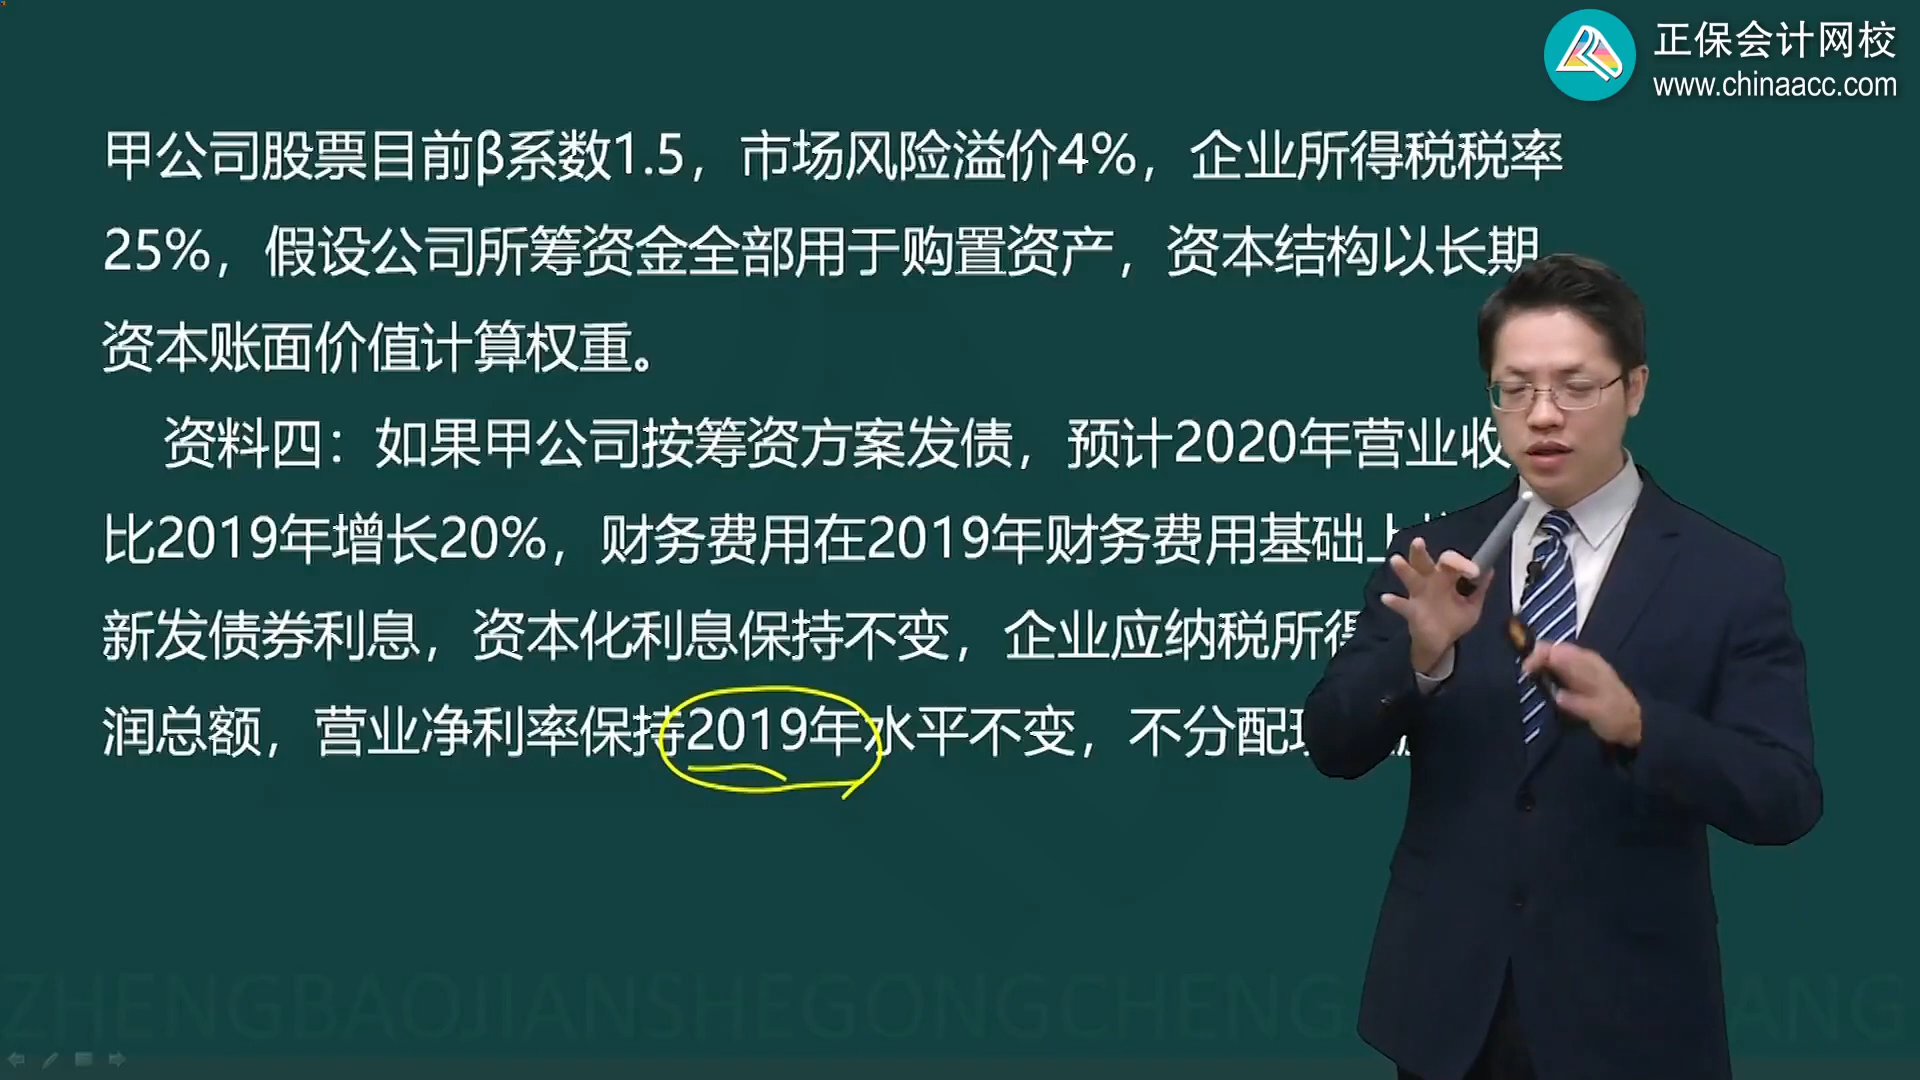 正保会计网校
www.chinaacc.com
甲公司股票目前β系数1.5，市场风险溢价4%，企业所得税税率
25%，假设公司所筹资金全部用于购置资产，资本结构以长期
资本账面价值计算权重。
资料四：如果甲公司按筹资方案发债，预计2020年营业收
比2019年增长20%，财务费用在2019年财务费用基础上
新发债券利息，资本化利息保持不变，企业应纳税所得
润总额，营业净利率保持2019年水平不变，不分配
ZHENGBAOJIANSHEGONGCHENG ANG